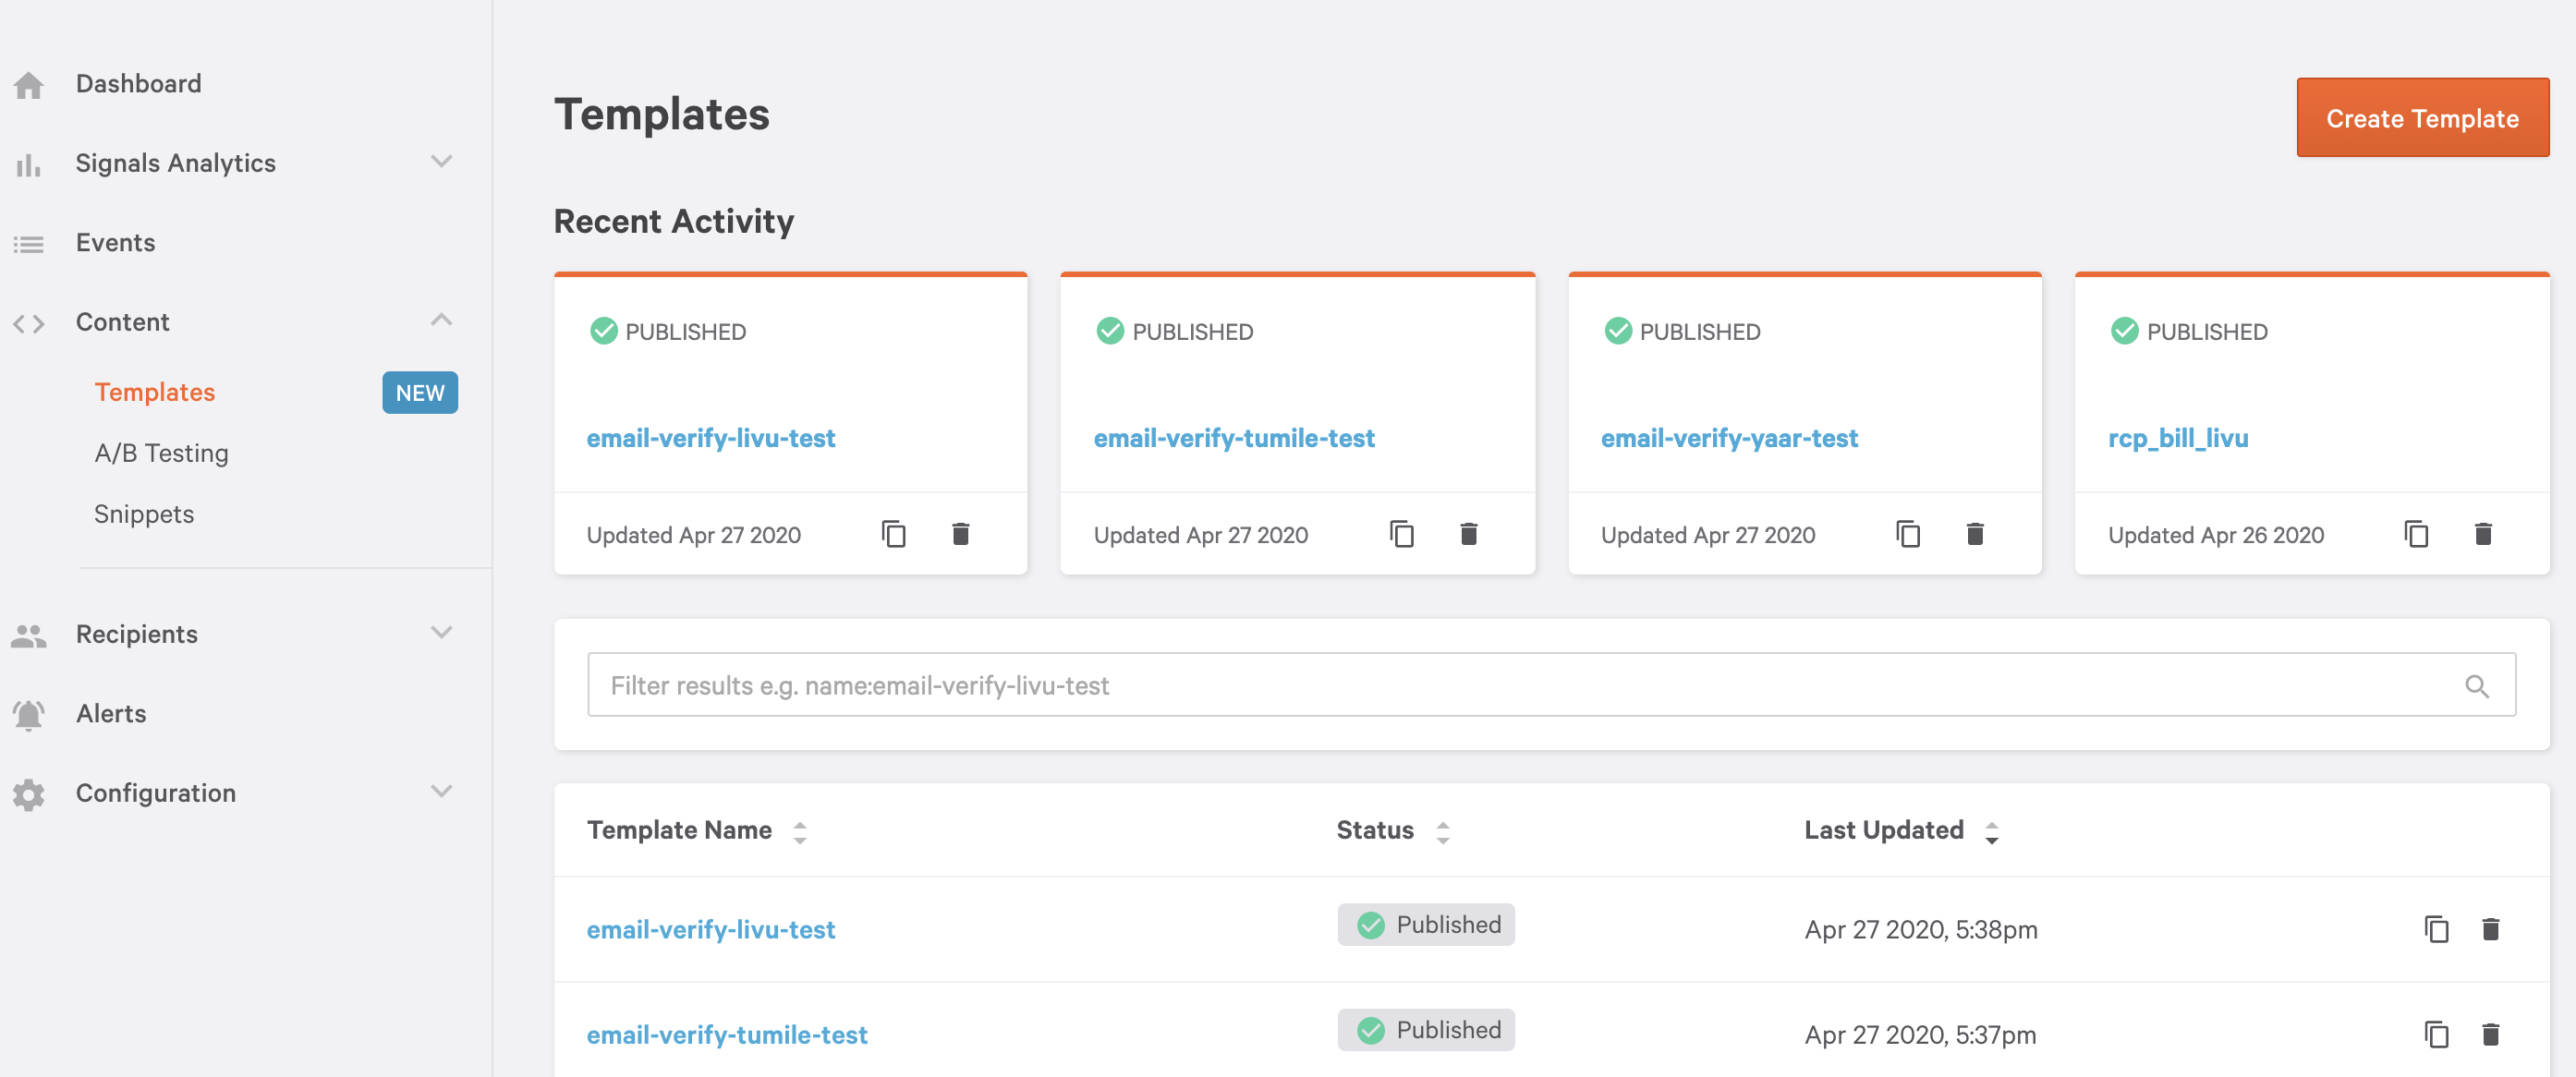 Dashboard
Signals Analytics
Events
Content
Templates NEW
A/B Testing
Snippets
Recipients
Alerts
Configuration
Templates
Create Template
Recent Activity
PUBLISHED
email-verify-livu-test
Updated Apr 27 2020
PUBLISHED
email-verify-tumile-test
Updated Apr 27 2020
PUBLISHED
email-verify-yaar-test
Updated Apr 27 2020
PUBLISHED
rcp_bill_livu
Updated Apr 26 2020
Filter results e.g. name:email-verify-livu-test
Template Name Status Last Updated
email-verify-livu-test Published Apr 27 2020, 5:38pm
email-verify-tumile-test Published Apr 27 2020, 5:37pm